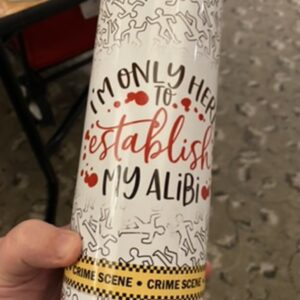 I'M ONLY HERE
TO
establish
MY ALiBi
CRIME SCENE • CRIME SCENE •